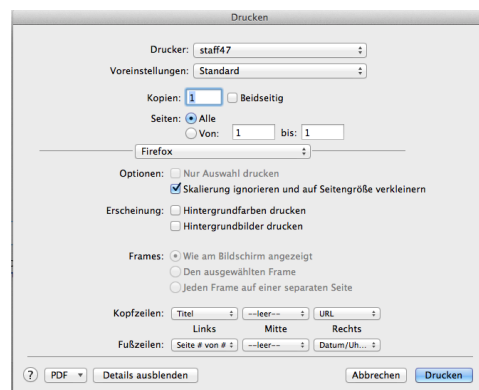 Drucken
Drucker: staff47
Voreinstellungen: Standard
Kopien: 1 Beidseitig
Seiten: Alle
Von: 1 bis: 1
Firefox
Optionen: Nur Auswahl drucken
Skalierung ignorieren und auf Seitengröße verkleinern
Erscheinung: Hintergrundfarben drucken
Hintergrundbilder drucken
Frames: Wie am Bildschirm angezeigt
Den ausgewählten Frame
Jeden Frame auf einer separaten Seite
Kopfzeilen: Titel --leer-- URL
Links Mitte Rechts
Fußzeilen: Seite # von # --leer-- Datum/Uh...
? PDF Details ausblenden Abbrechen Drucken